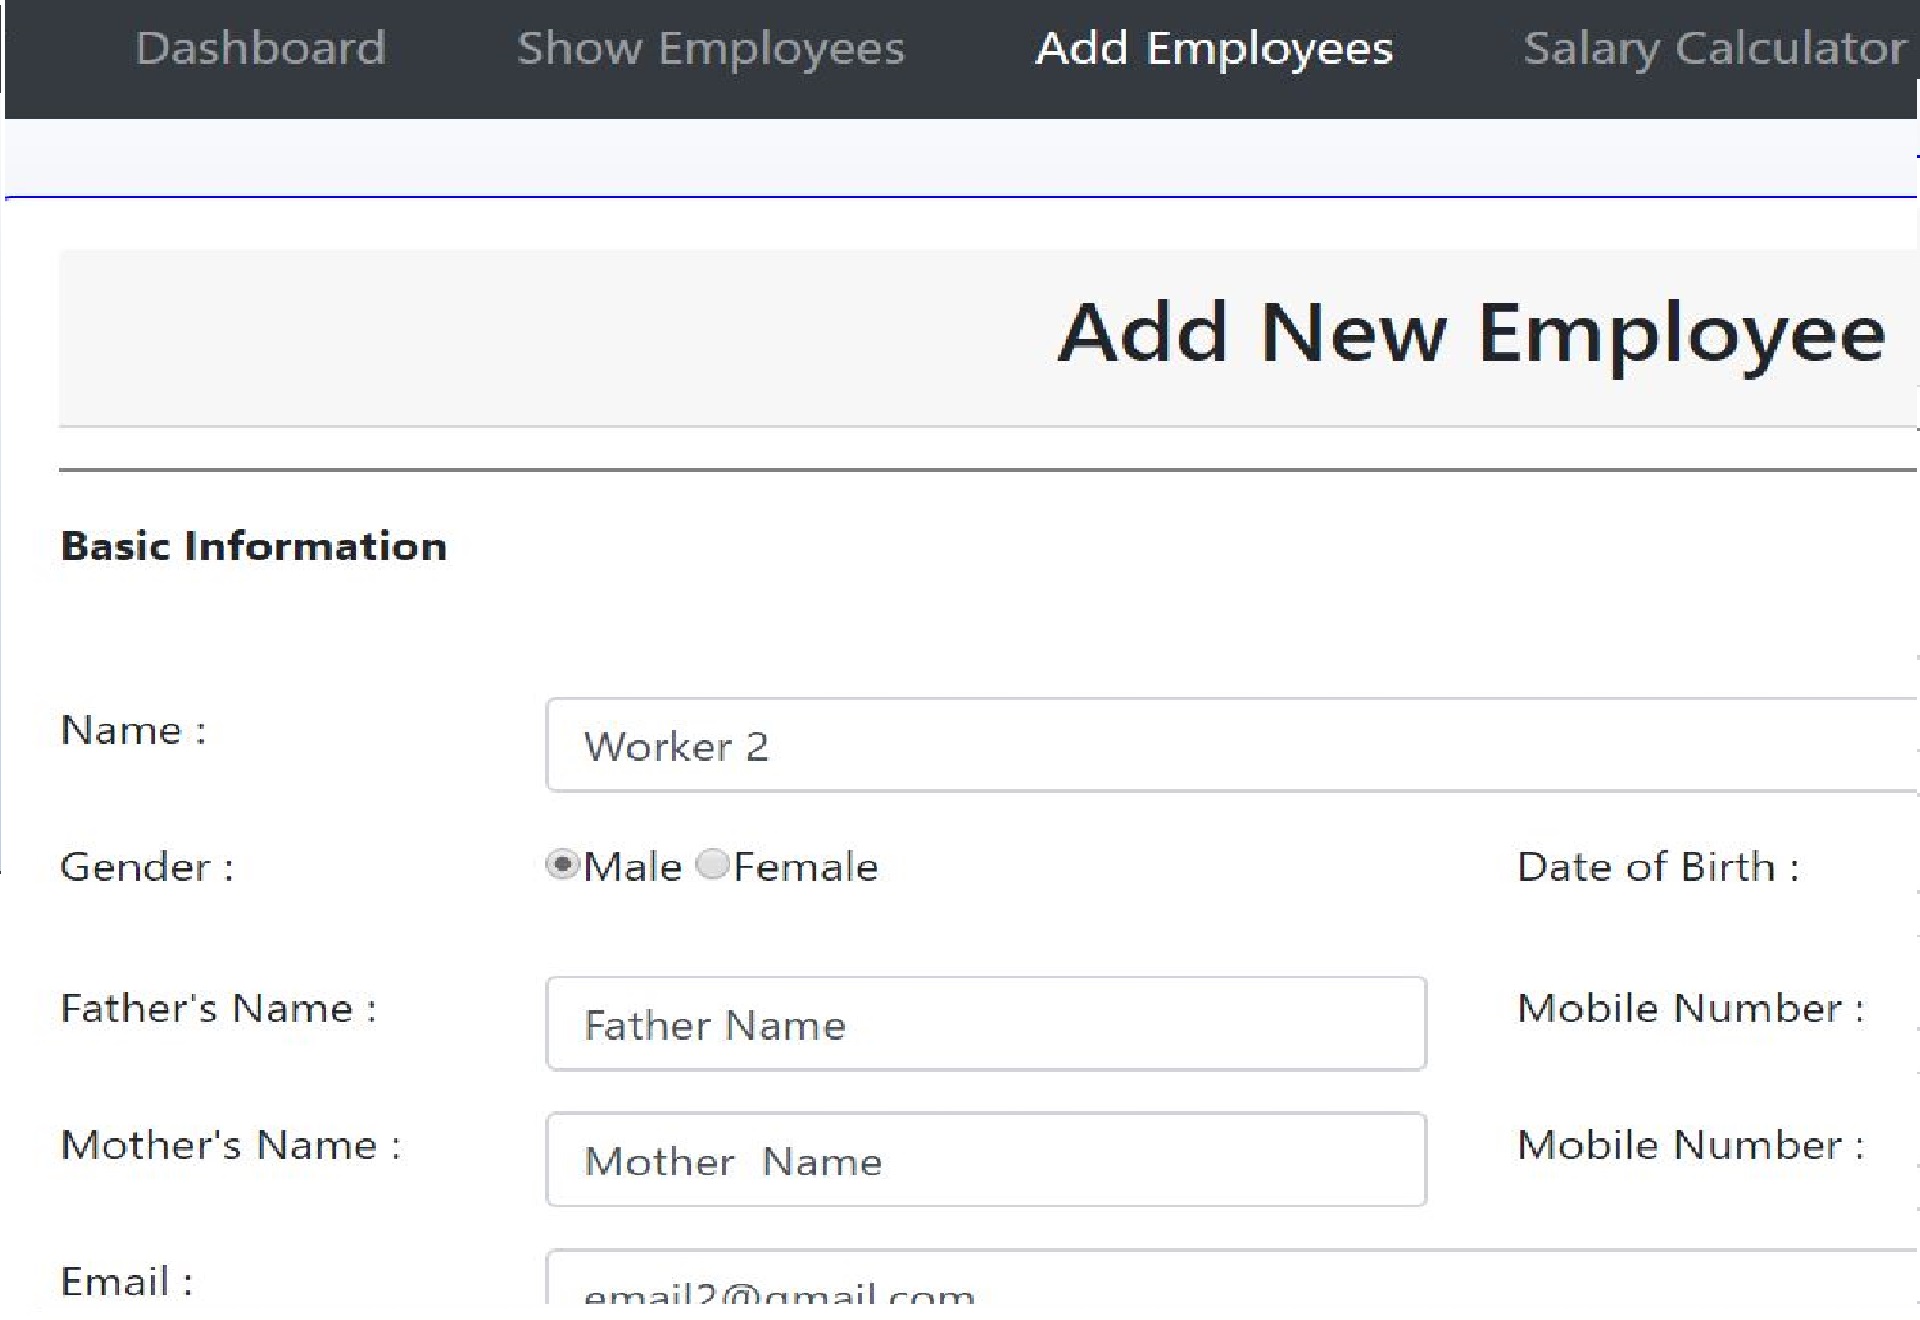 Dashboard Show Employees Add Employees Salary Calculator
Add New Employee
Basic Information
Name : Worker 2
Gender : Male Female Date of Birth :
Father's Name : Father Name Mobile Number :
Mother's Name : Mother  Name Mobile Number :
Email : email2@gmail.com